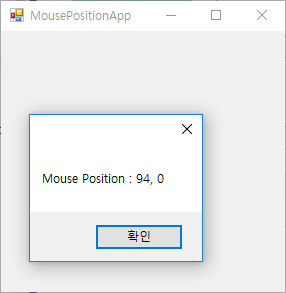 MousePositionApp
Mouse Position : 94, 0
확인